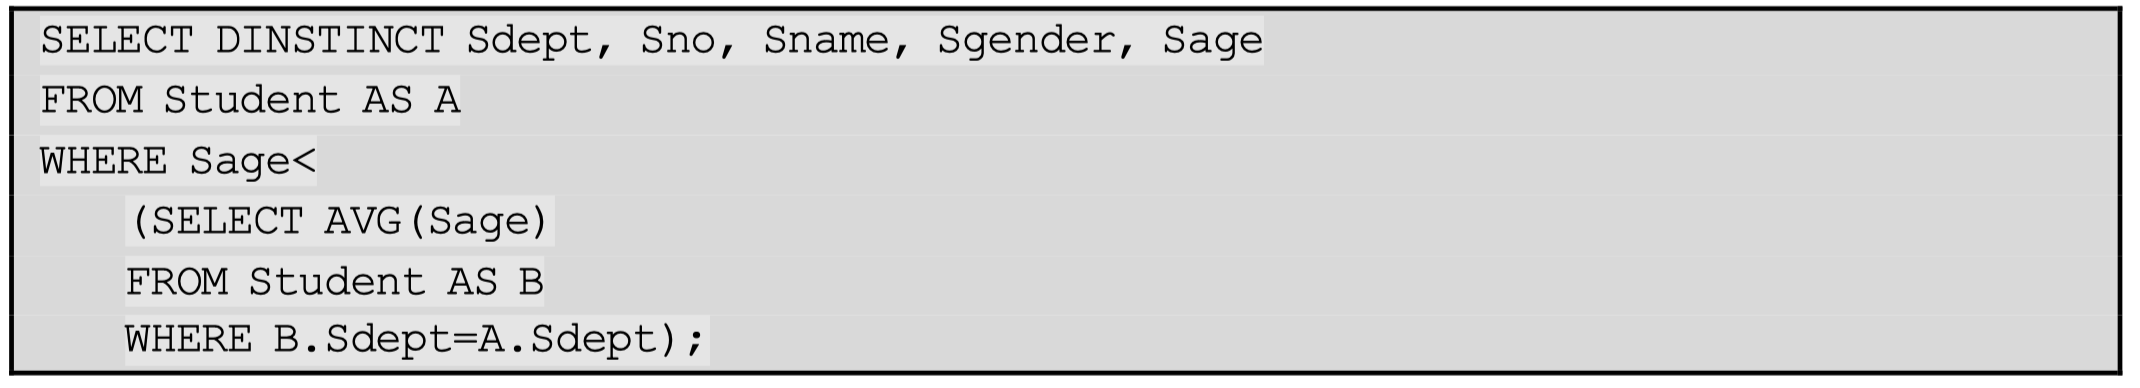 SELECT DINSTINCT Sdept, Sno, Sname, Sgender, Sage
FROM Student AS A
WHERE Sage<
(SELECT AVG(Sage)
FROM Student AS B
WHERE B.Sdept=A.Sdept);